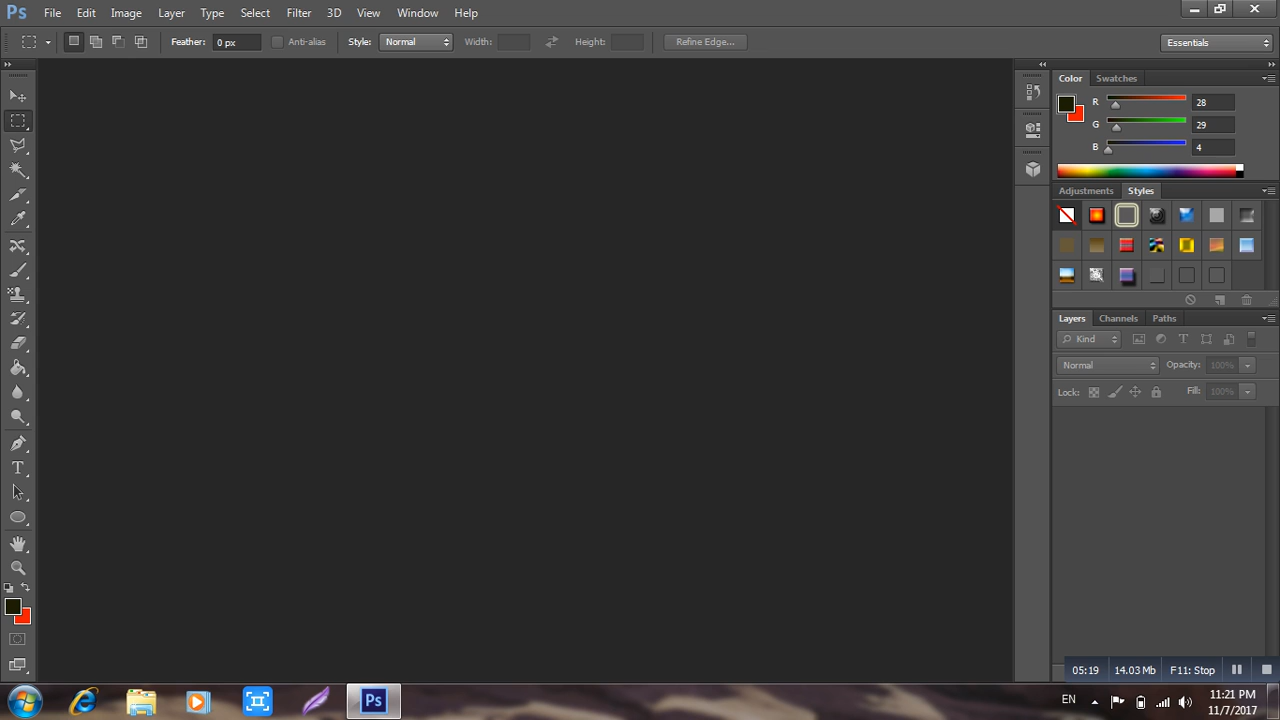 Ps File Edit Image Layer Type Select Filter 3D View Window Help
Feather: 0 px Anti-alias Style: Normal Width: Height: Refine Edge... Essentials
Color Swatches
R 28
G 29
B 4
Adjustments Styles
Layers Channels Paths
Kind T
Normal Opacity: 100%
Lock: Fill: 100%
T
05:19 14.03 Mb F11: Stop
Ps EN 11:21 PM
11/7/2017